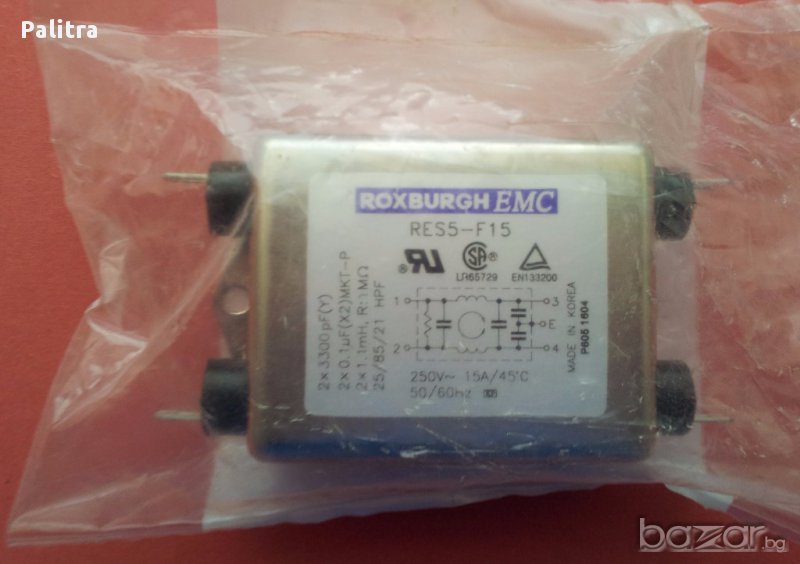 Palitra
ROXBURGH EMC
RES5-F15
LR65729
EN133200
2x3300pF(Y)
2x0.1µF(X2)MKT-P
2x1.1mH, R:1MΩ
25/85/21 HPF
1
2
3
E
4
250V~ 15A/45°C
50/60Hz
MADE IN KOREA
P605 1604
bazar.bg